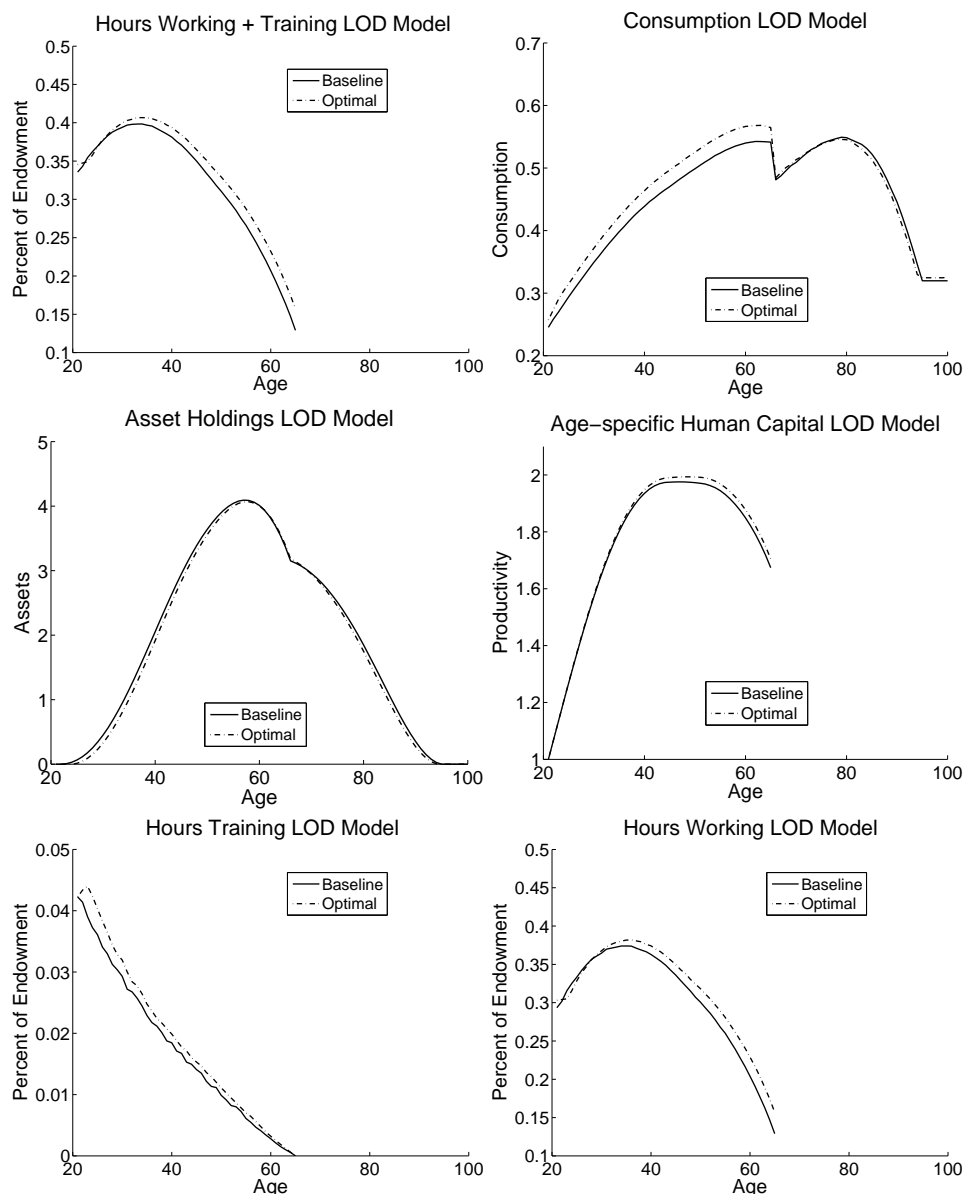 Hours Working + Training LOD Model
0.5
0.45
0.4
0.35
0.3
0.25
0.2
0.15
0.1
20
40
60
80
100
Percent of Endowment
Age
Baseline
Optimal
Consumption LOD Model
0.7
0.6
0.5
0.4
0.3
0.2
20
40
60
80
100
Consumption
Age
Baseline
Optimal
Asset Holdings LOD Model
5
4
3
2
1
0
20
40
60
80
100
Assets
Age
Baseline
Optimal
Age−specific Human Capital LOD Model
2
1.8
1.6
1.4
1.2
1
20
40
60
80
100
Productivity
Age
Baseline
Optimal
Hours Training LOD Model
0.05
0.04
0.03
0.02
0.01
0
20
40
60
80
100
Percent of Endowment
Age
Baseline
Optimal
Hours Working LOD Model
0.5
0.45
0.4
0.35
0.3
0.25
0.2
0.15
0.1
20
40
60
80
100
Percent of Endowment
Age
Baseline
Optimal